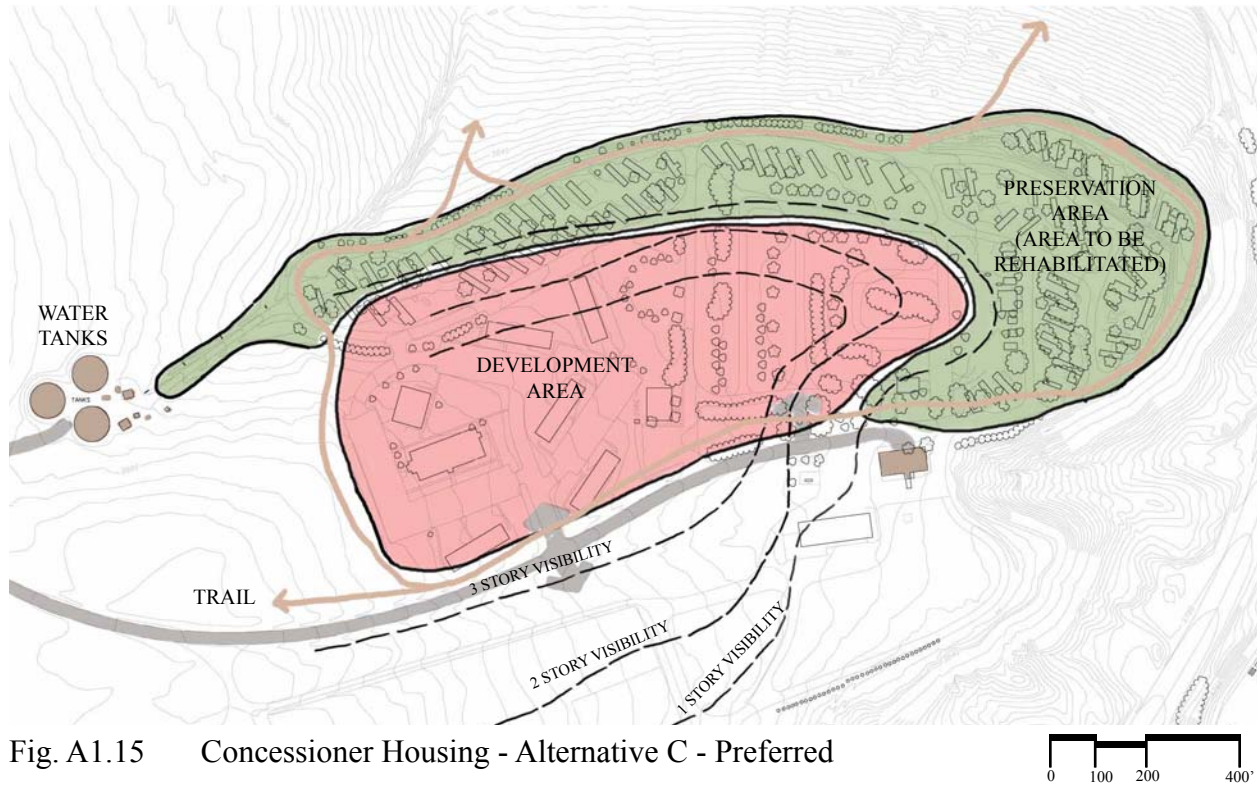 PRESERVATION
AREA
(AREA TO BE
REHABILITATED)
WATER
TANKS
TANKS
DEVELOPMENT
AREA
TRAIL
3 STORY VISIBILITY
2 STORY VISIBILITY
1 STORY VISIBILITY
Fig. A1.15 Concessioner Housing - Alternative C - Preferred
0 100 200 400'